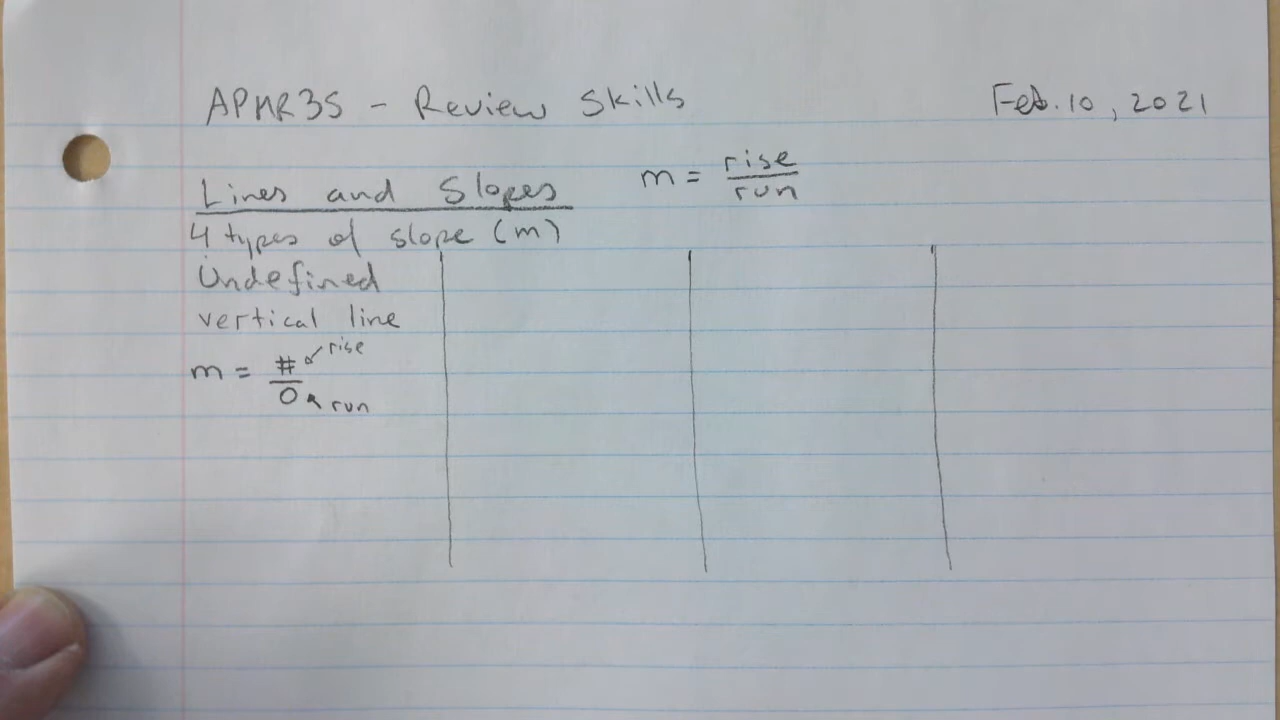 APMR3S - Review Skills Feb. 10, 2021
Lines and Slopes m = rise/run
4 types of slope (m)
Undefined
vertical line
m = #/0 rise run